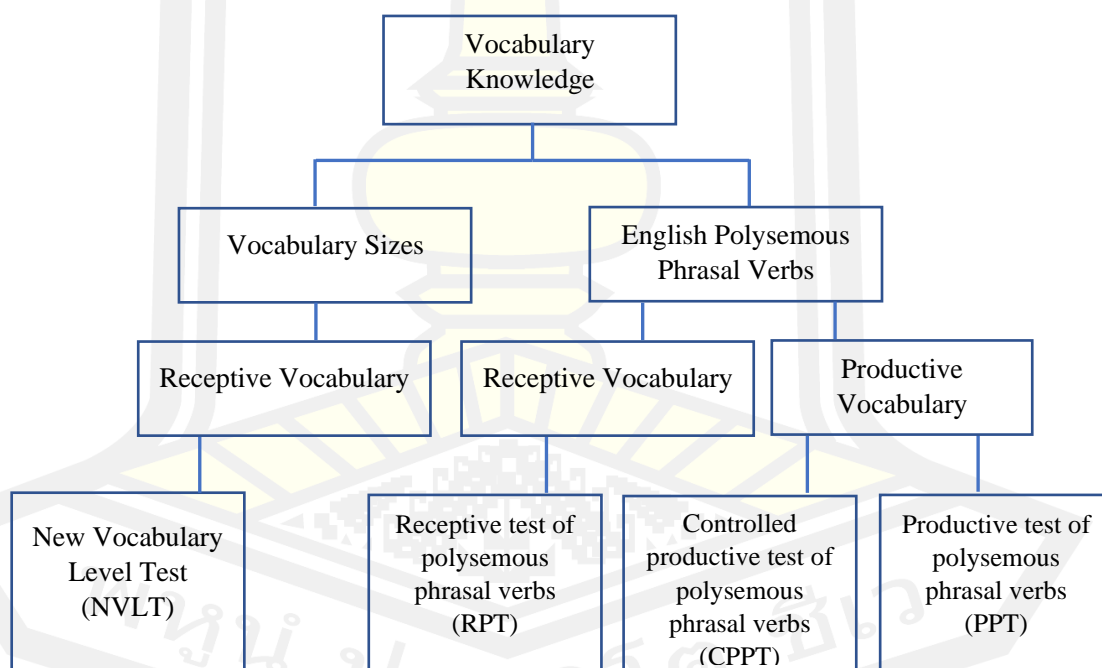 Vocabulary
Knowledge
Vocabulary Sizes
English Polysemous
Phrasal Verbs
Receptive Vocabulary
Receptive Vocabulary
Productive
Vocabulary
New Vocabulary
Level Test
(NVLT)
Receptive test of
polysemous
phrasal verbs
(RPT)
Controlled
productive test of
polysemous
phrasal verbs
(CPPT)
Productive test of
polysemous
phrasal verbs
(PPT)